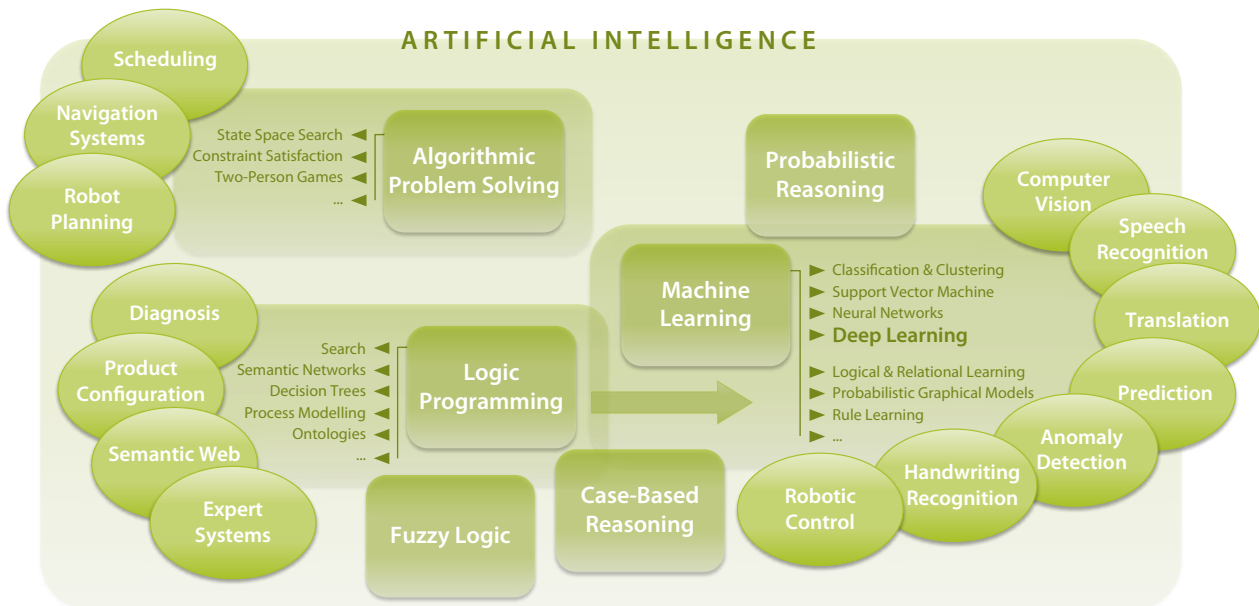 ARTIFICIAL INTELLIGENCE
Scheduling
Navigation
Systems
Robot
Planning
State Space Search
Constraint Satisfaction
Two-Person Games
...
Algorithmic
Problem Solving
Probabilistic
Reasoning
Diagnosis
Product
Configuration
Semantic Web
Expert
Systems
Search
Semantic Networks
Decision Trees
Process Modelling
Ontologies
...
Logic
Programming
Fuzzy Logic
Case-Based
Reasoning
Machine
Learning
Classification & Clustering
Support Vector Machine
Neural Networks
Deep Learning
Logical & Relational Learning
Probabilistic Graphical Models
Rule Learning
...
Computer
Vision
Speech
Recognition
Translation
Prediction
Anomaly
Detection
Handwriting
Recognition
Robotic
Control